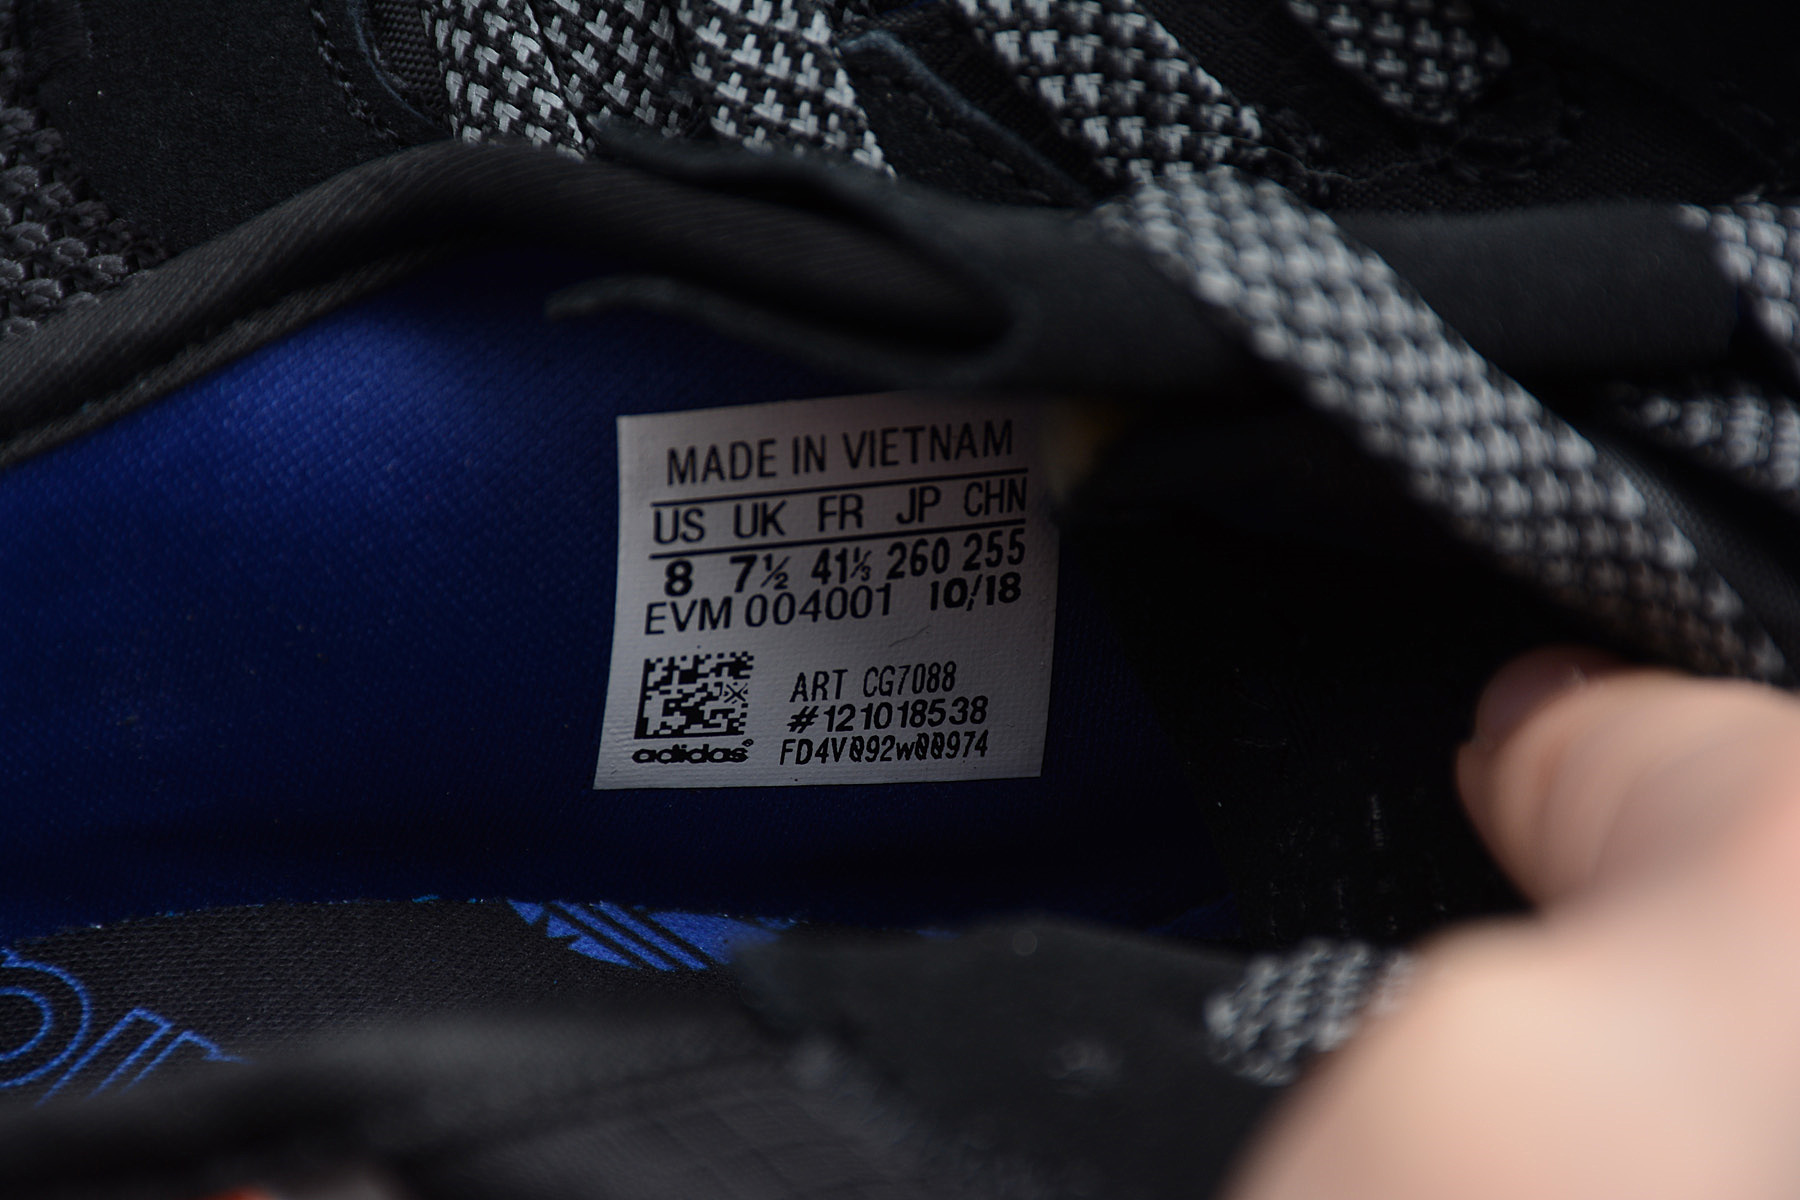 MADE IN VIETNAM
US UK FR JP CHN
8 7½ 41⅓ 260 255
EVM 004001 10/18
ART CG7088
#121018538
adidas FD4V092w00974